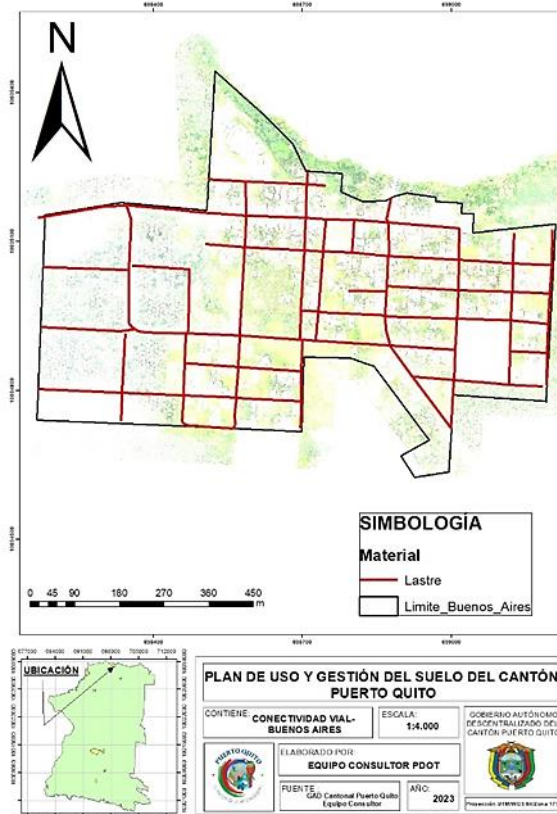 N
SIMBOLOGÍA
Material
Lastre
Limite_Buenos_Aires
0 45 90 180 270 360 450
m
UBICACIÓN
PLAN DE USO Y GESTIÓN DEL SUELO DEL CANTÓN
PUERTO QUITO
CONTIENE: CONECTIVIDAD VIAL-
BUENOS AIRES
ESCALA:
1:4.000
GOBIERNO AUTÓNOMO
DESCENTRALIZADO DEL
CANTÓN PUERTO QUITO
PUERTO QUITO
ELABORADO POR:
EQUIPO CONSULTOR PDOT
FUENTE:
GAD Cantonal Puerto Quito
Equipo Consultor
AÑO:
2023